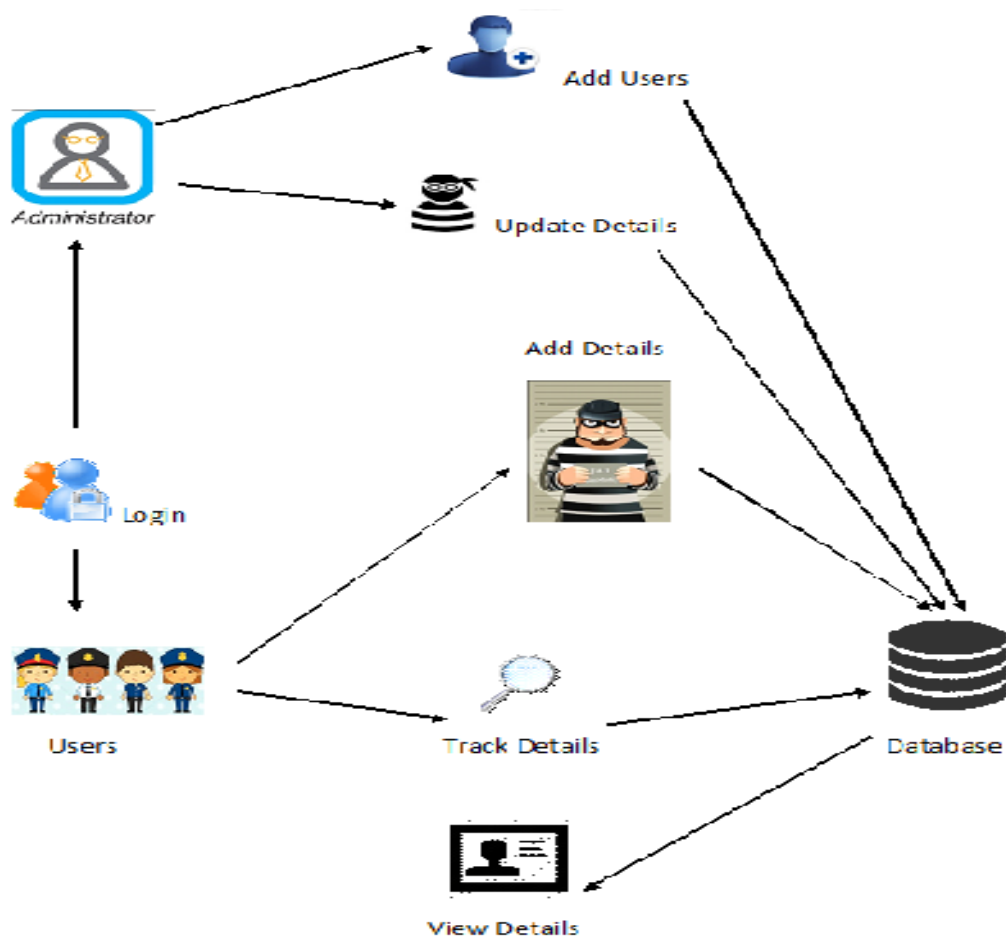 Add Users
Administrator
Update Details
Add Details
Login
Users
Track Details
Database
View Details